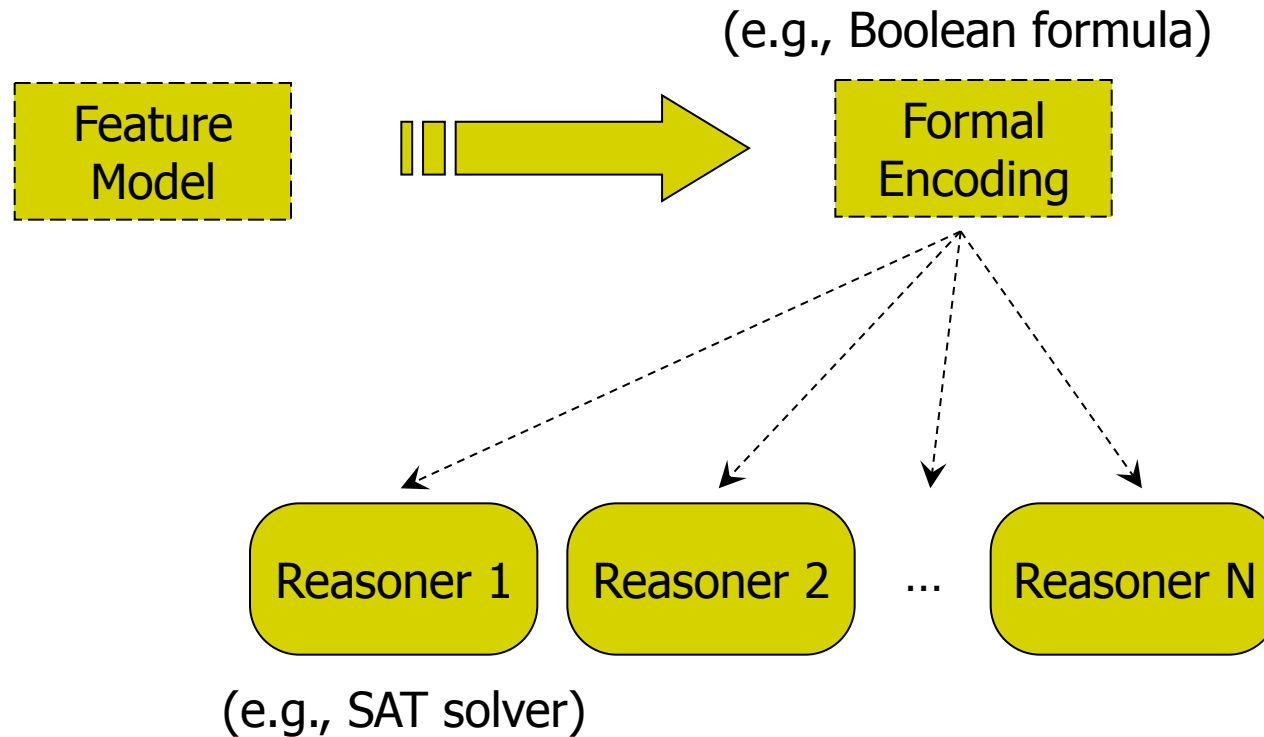 (e.g., Boolean formula)
Feature
Model
Formal
Encoding
Reasoner 1
Reasoner 2
...
Reasoner N
(e.g., SAT solver)